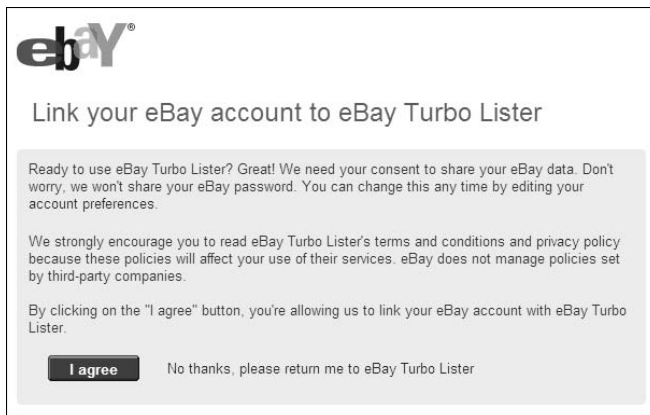 ebaY®
Link your eBay account to eBay Turbo Lister
Ready to use eBay Turbo Lister? Great! We need your consent to share your eBay data. Don't
worry, we won't share your eBay password. You can change this any time by editing your
account preferences.
We strongly encourage you to read eBay Turbo Lister's terms and conditions and privacy policy
because these policies will affect your use of their services. eBay does not manage policies set
by third-party companies.
By clicking on the "I agree" button, you're allowing us to link your eBay account with eBay Turbo
Lister.
I agree No thanks, please return me to eBay Turbo Lister